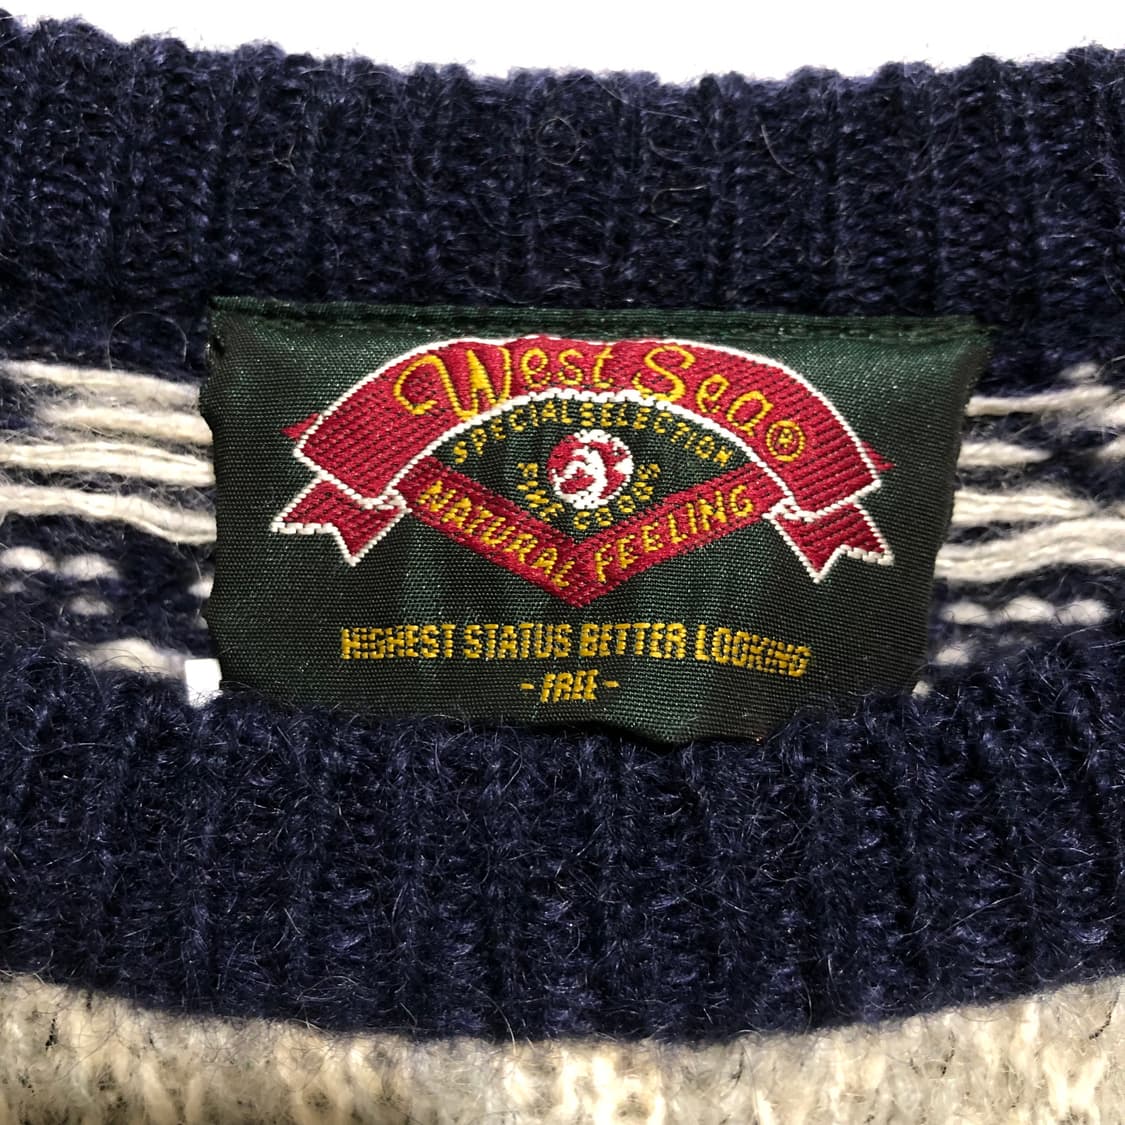 West Sea®
SPECIAL SELECTION
NATURAL FEELING
HIGHEST STATUS BETTER LOOKING
- FREE -